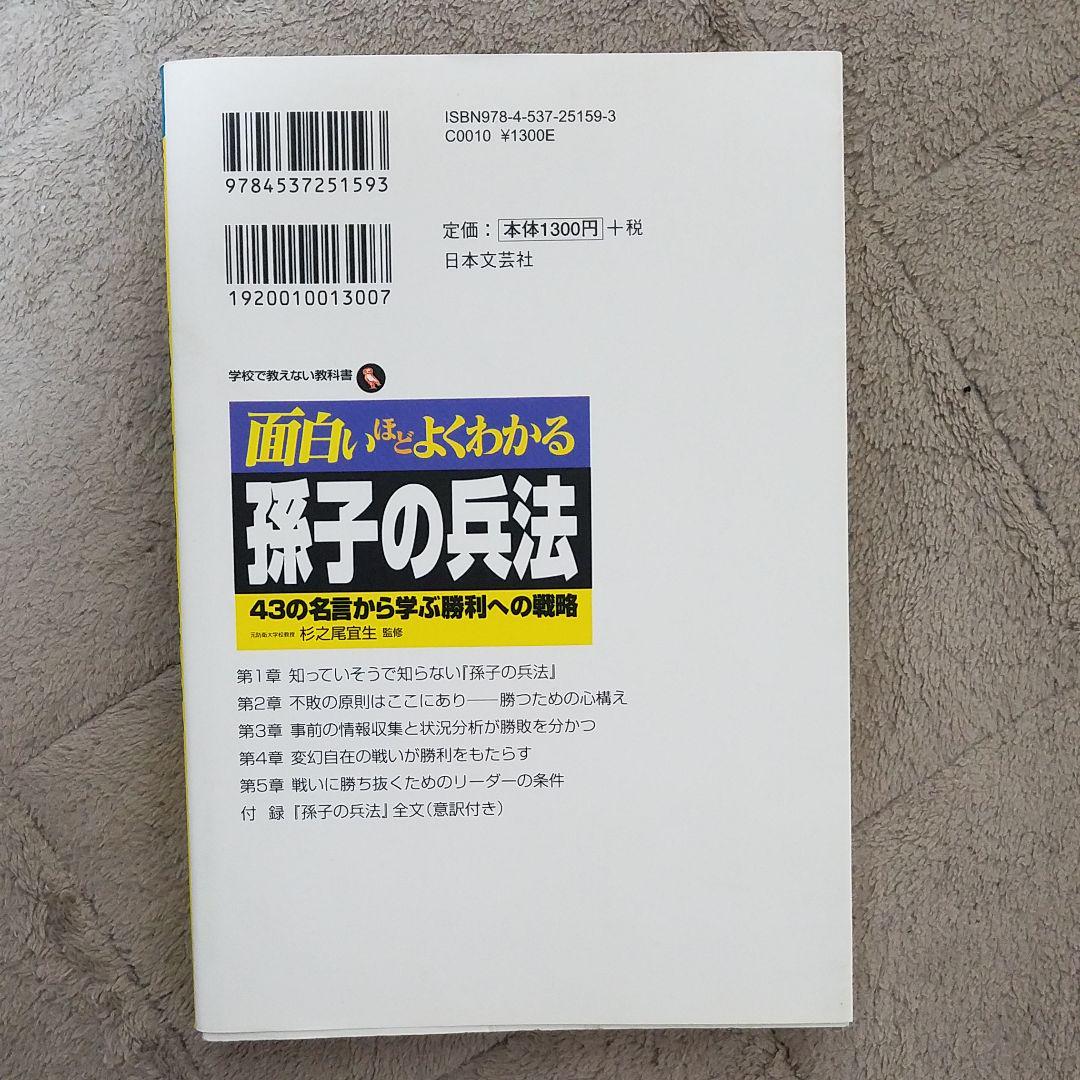 ISBN978-4-537-25159-3
C0010 ¥1300E
9784537251593
定価：本体1300円＋税
日本文芸社
1920010013007
学校で教えない教科書
面白いほどよくわかる
孫子の兵法
43の名言から学ぶ勝利への戦略
元防衛大学校教授 杉之尾宜生 監修
第1章 知っていそうで知らない『孫子の兵法』
第2章 不敗の原則はここにあり――勝つための心構え
第3章 事前の情報収集と状況分析が勝敗を分かつ
第4章 変幻自在の戦いが勝利をもたらす
第5章 戦いに勝ち抜くためのリーダーの条件
付 録 『孫子の兵法』全文（意訳付き）